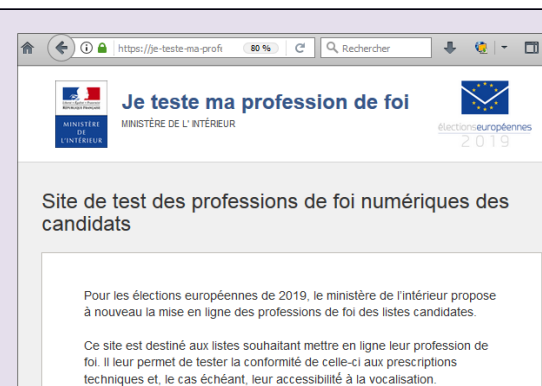 https://je-teste-ma-profi
80 %
Rechercher
Je teste ma profession de foi
MINISTÈRE DE L' INTÉRIEUR
MINISTÈRE
DE
L'INTÉRIEUR
électionseuropéennes
2019
Site de test des professions de foi numériques des
candidats
Pour les élections européennes de 2019, le ministère de l'intérieur propose
à nouveau la mise en ligne des professions de foi des listes candidates.
Ce site est destiné aux listes souhaitant mettre en ligne leur profession de
foi. Il leur permet de tester la conformité de celle-ci aux prescriptions
techniques et, le cas échéant, leur accessibilité à la vocalisation.